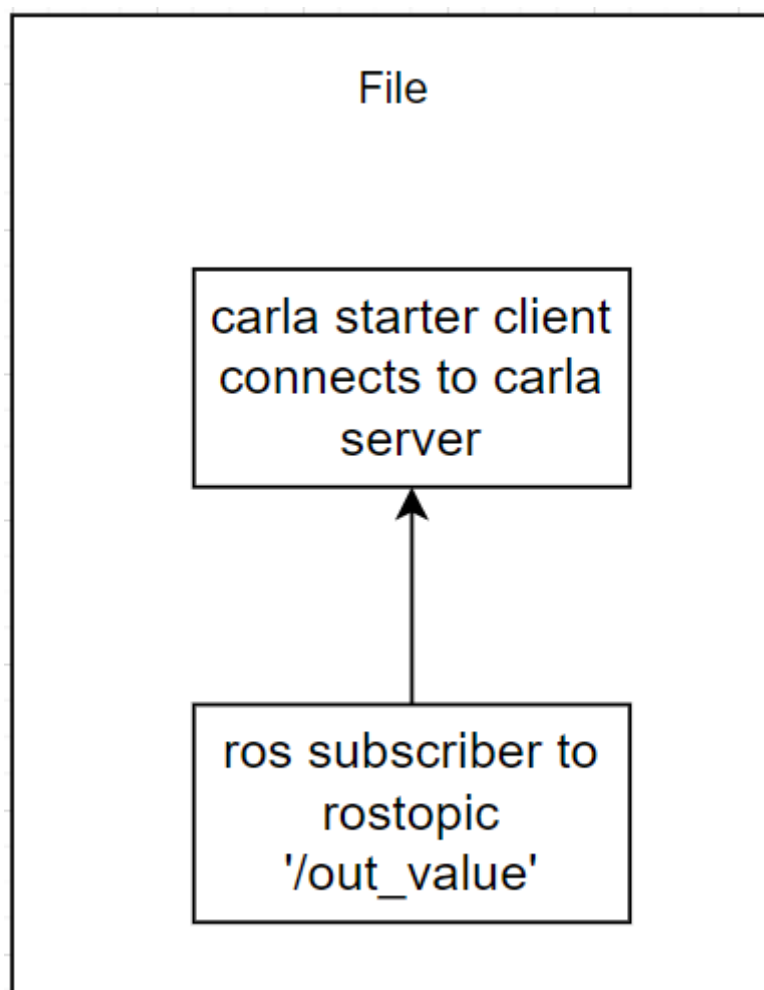 File
carla starter client
connects to carla
server
ros subscriber to
rostopic
'/out_value'